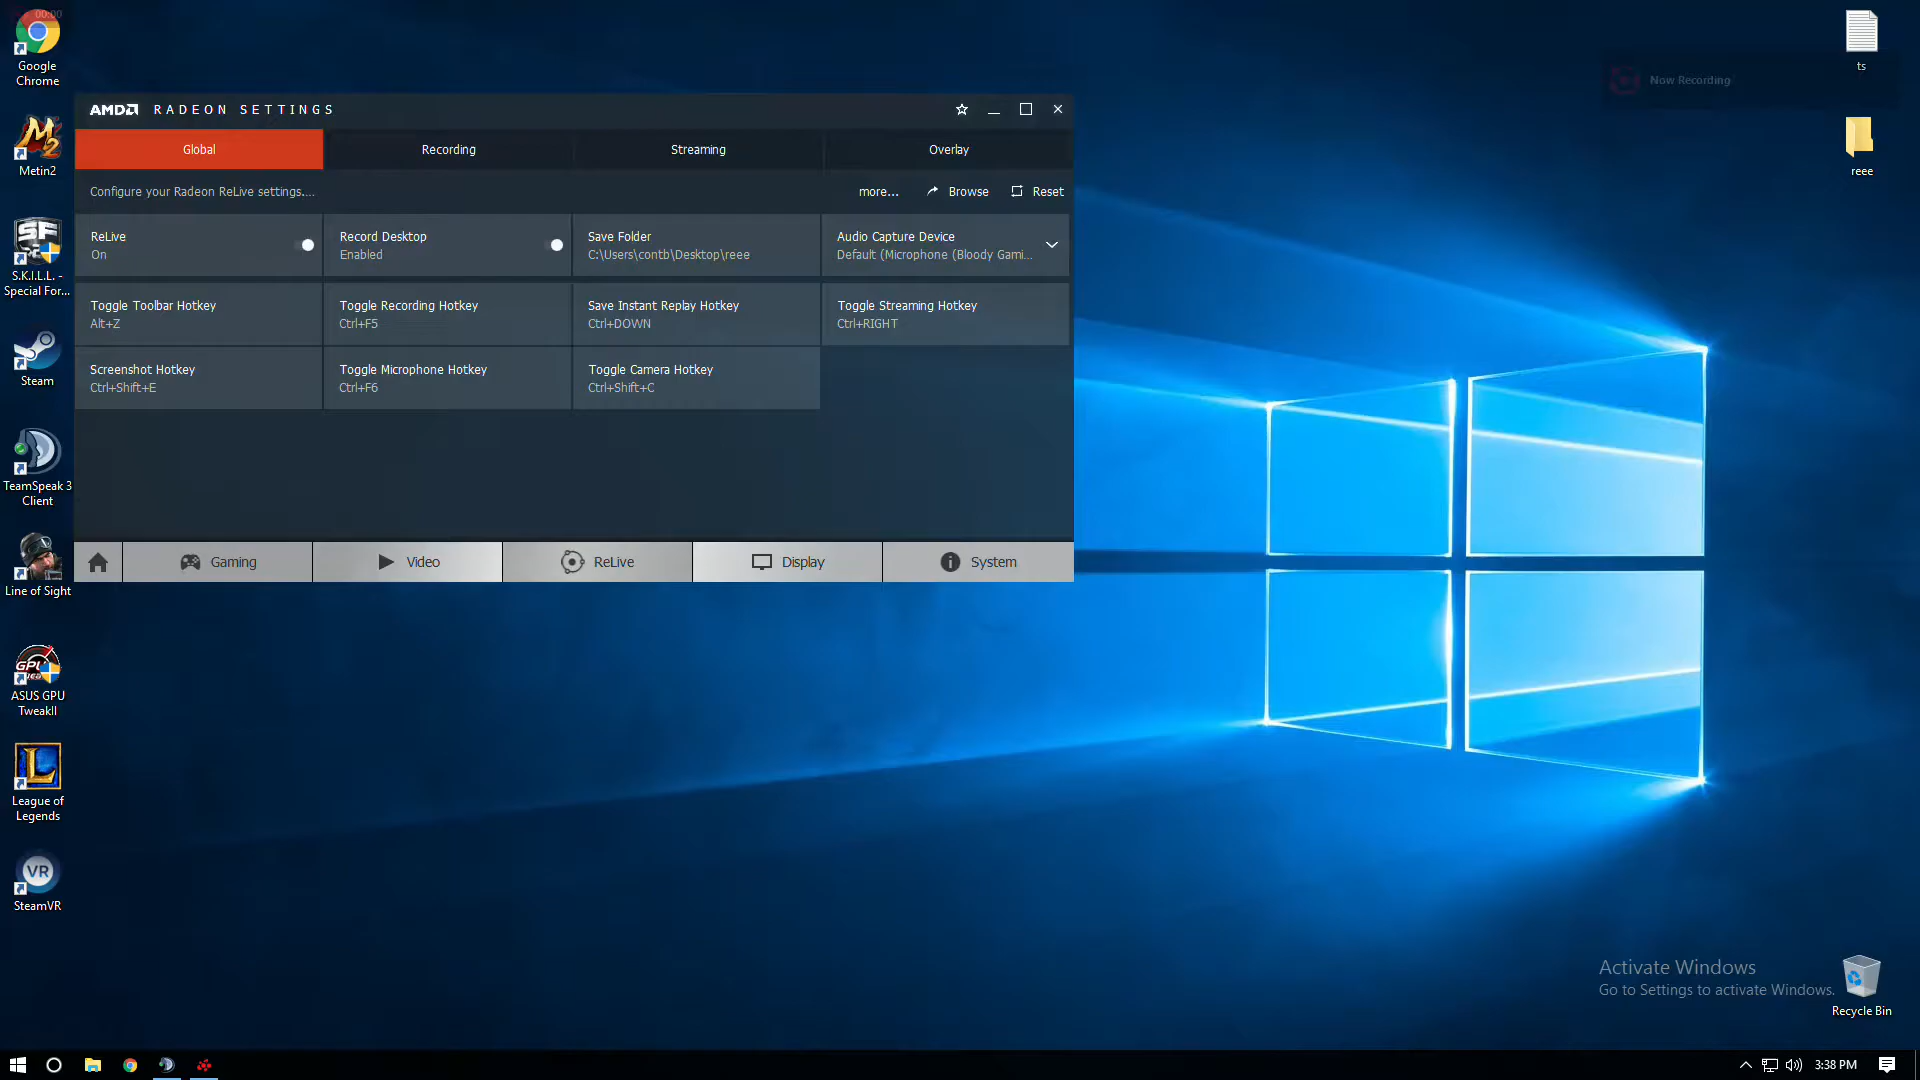 00:00
Google
Chrome
Metin2
S.K.I.L.L. -
Special For...
Steam
TeamSpeak 3
Client
Line of Sight
ASUS GPU
TweakII
League of
Legends
VR
SteamVR
AMD RADEON SETTINGS
Global
Recording
Streaming
Overlay
Configure your Radeon ReLive settings....
more...
Browse
Reset
ReLive
On
Record Desktop
Enabled
Save Folder
C:\Users\contb\Desktop\reee
Audio Capture Device
Default (Microphone (Bloody Gami...
Toggle Toolbar Hotkey
Alt+Z
Toggle Recording Hotkey
Ctrl+F5
Save Instant Replay Hotkey
Ctrl+DOWN
Toggle Streaming Hotkey
Ctrl+RIGHT
Screenshot Hotkey
Ctrl+Shift+E
Toggle Microphone Hotkey
Ctrl+F6
Toggle Camera Hotkey
Ctrl+Shift+C
Gaming
Video
ReLive
Display
System
Now Recording
ts
reee
Activate Windows
Go to Settings to activate Windows.
Recycle Bin
3:38 PM